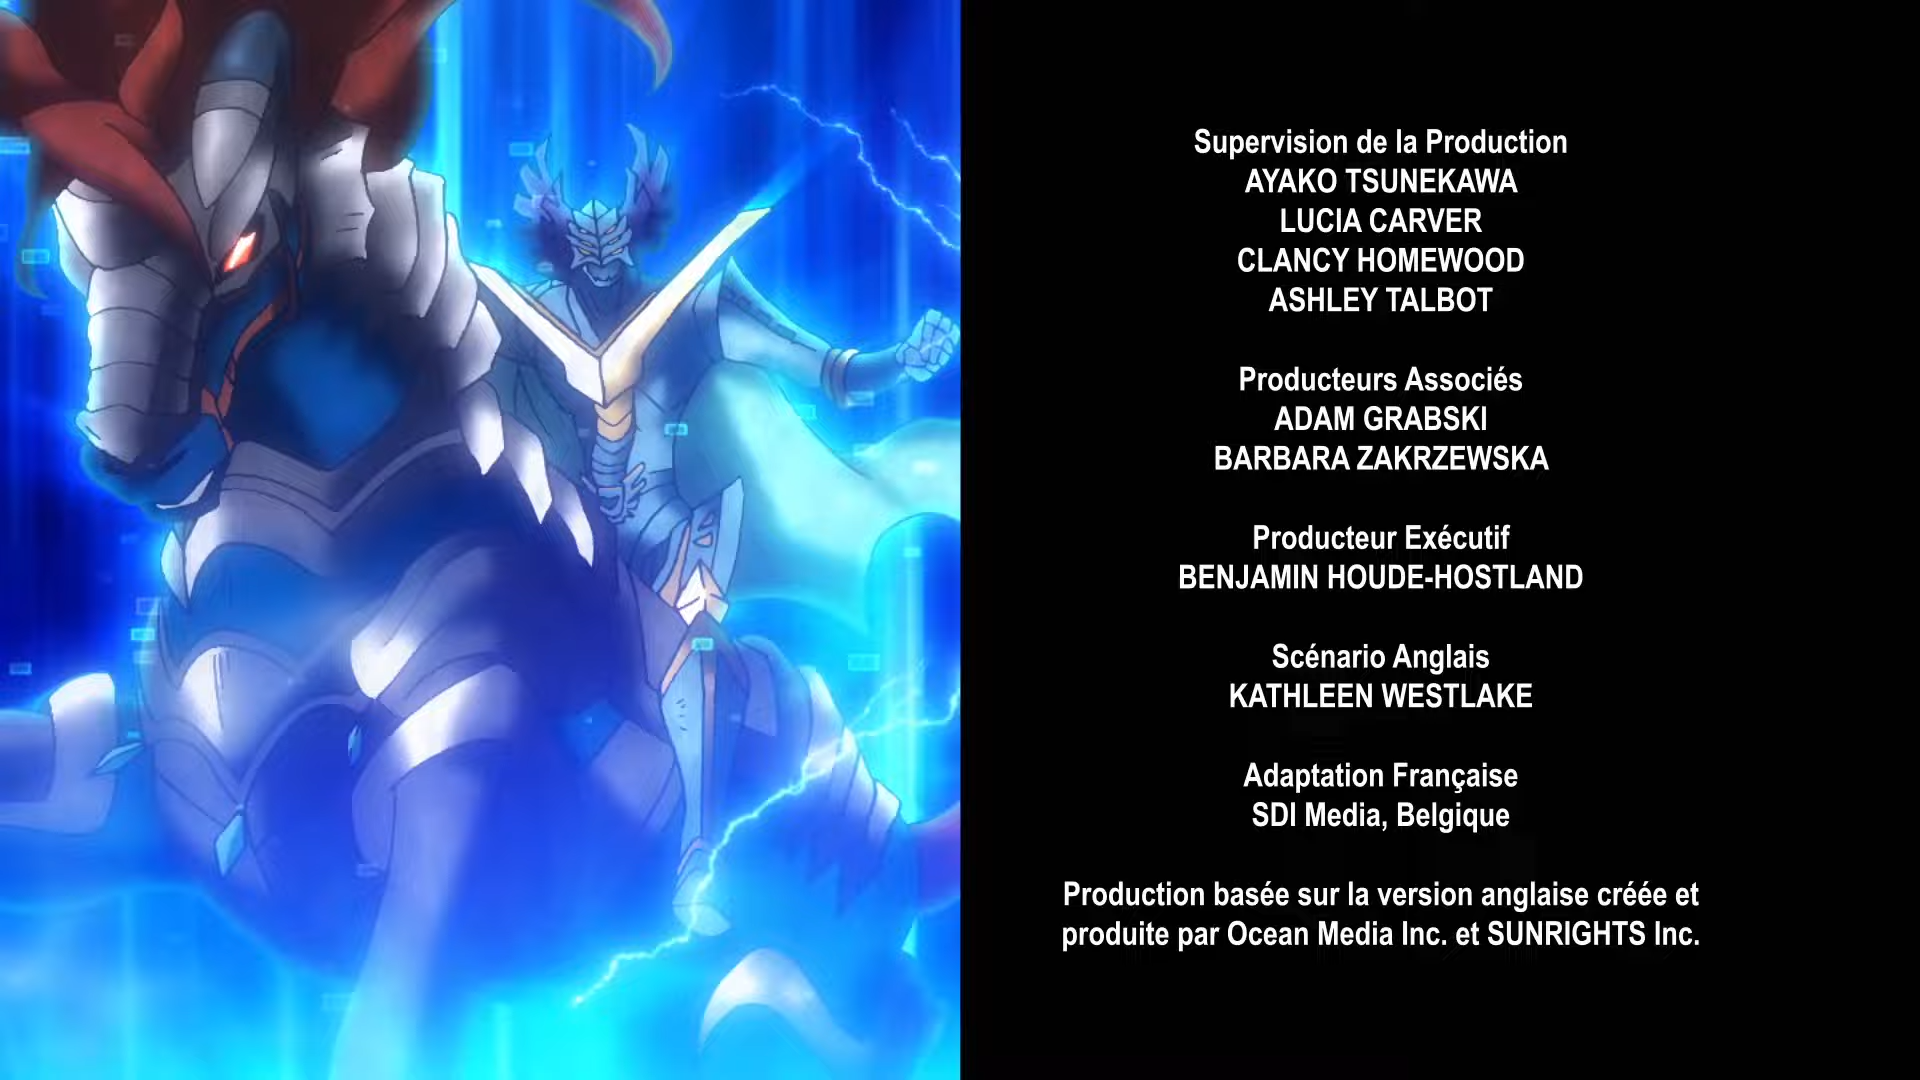 Supervision de la Production
AYAKO TSUNEKAWA
LUCIA CARVER
CLANCY HOMEWOOD
ASHLEY TALBOT
Producteurs Associés
ADAM GRABSKI
BARBARA ZAKRZEWSKA
Producteur Exécutif
BENJAMIN HOUDE-HOSTLAND
Scénario Anglais
KATHLEEN WESTLAKE
Adaptation Française
SDI Media, Belgique
Production basée sur la version anglaise créée et
produite par Ocean Media Inc. et SUNRIGHTS Inc.